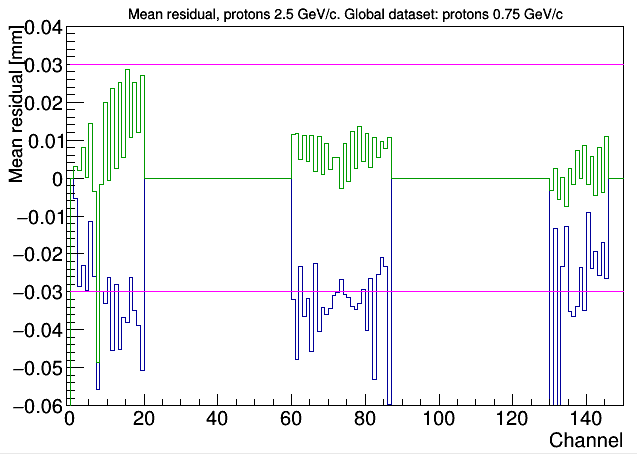 Mean residual, protons 2.5 GeV/c. Global dataset: protons 0.75 GeV/c
Mean residual [mm]
0.04
0.03
0.02
0.01
0
−0.01
−0.02
−0.03
−0.04
−0.05
−0.06
0 20 40 60 80 100 120 140
Channel